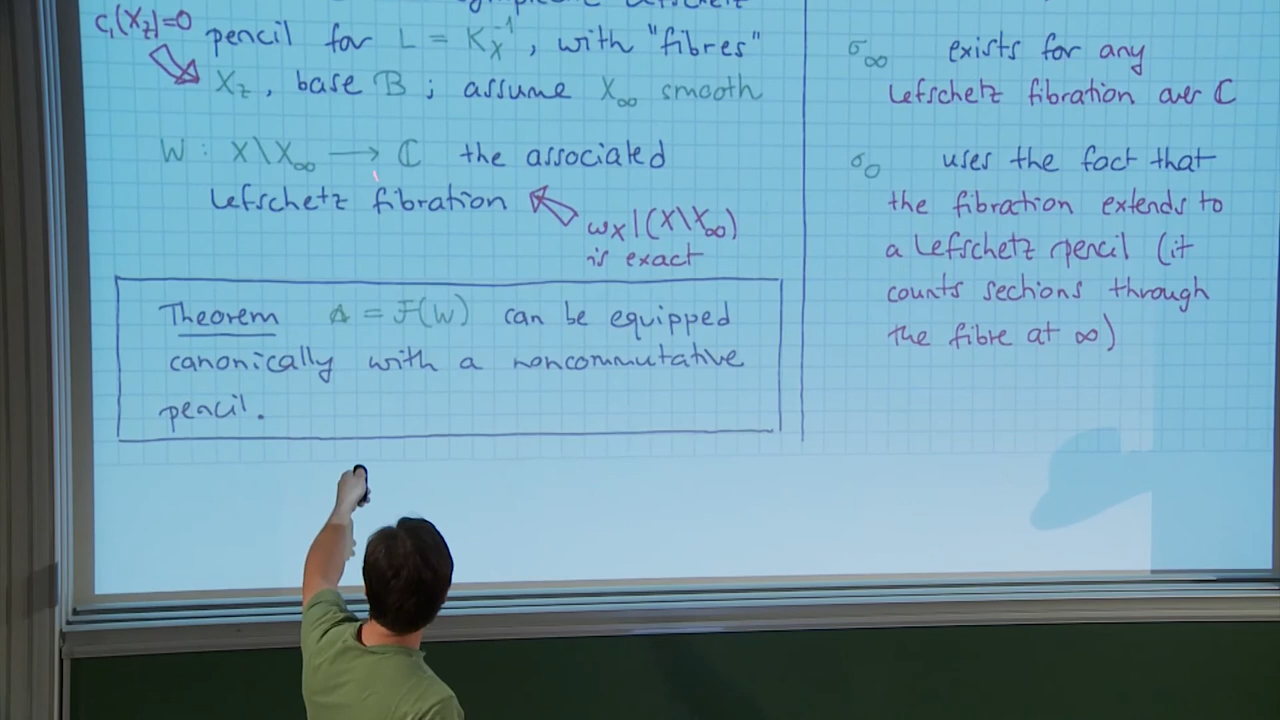 c₁(X_z)=0
pencil for L = K_X^{-1}, with "fibres"
X_z, base B ; assume X_∞ smooth
W : X\X_∞ ⟶ ℂ the associated
Lefschetz fibration
ω_X|(X\X_∞)
is exact
Theorem A = F(W) can be equipped
canonically with a noncommutative
pencil.
σ_∞ exists for any
Lefschetz fibration over ℂ
σ_0 uses the fact that
the fibration extends to
a Lefschetz pencil (it
counts sections through
the fibre at ∞)